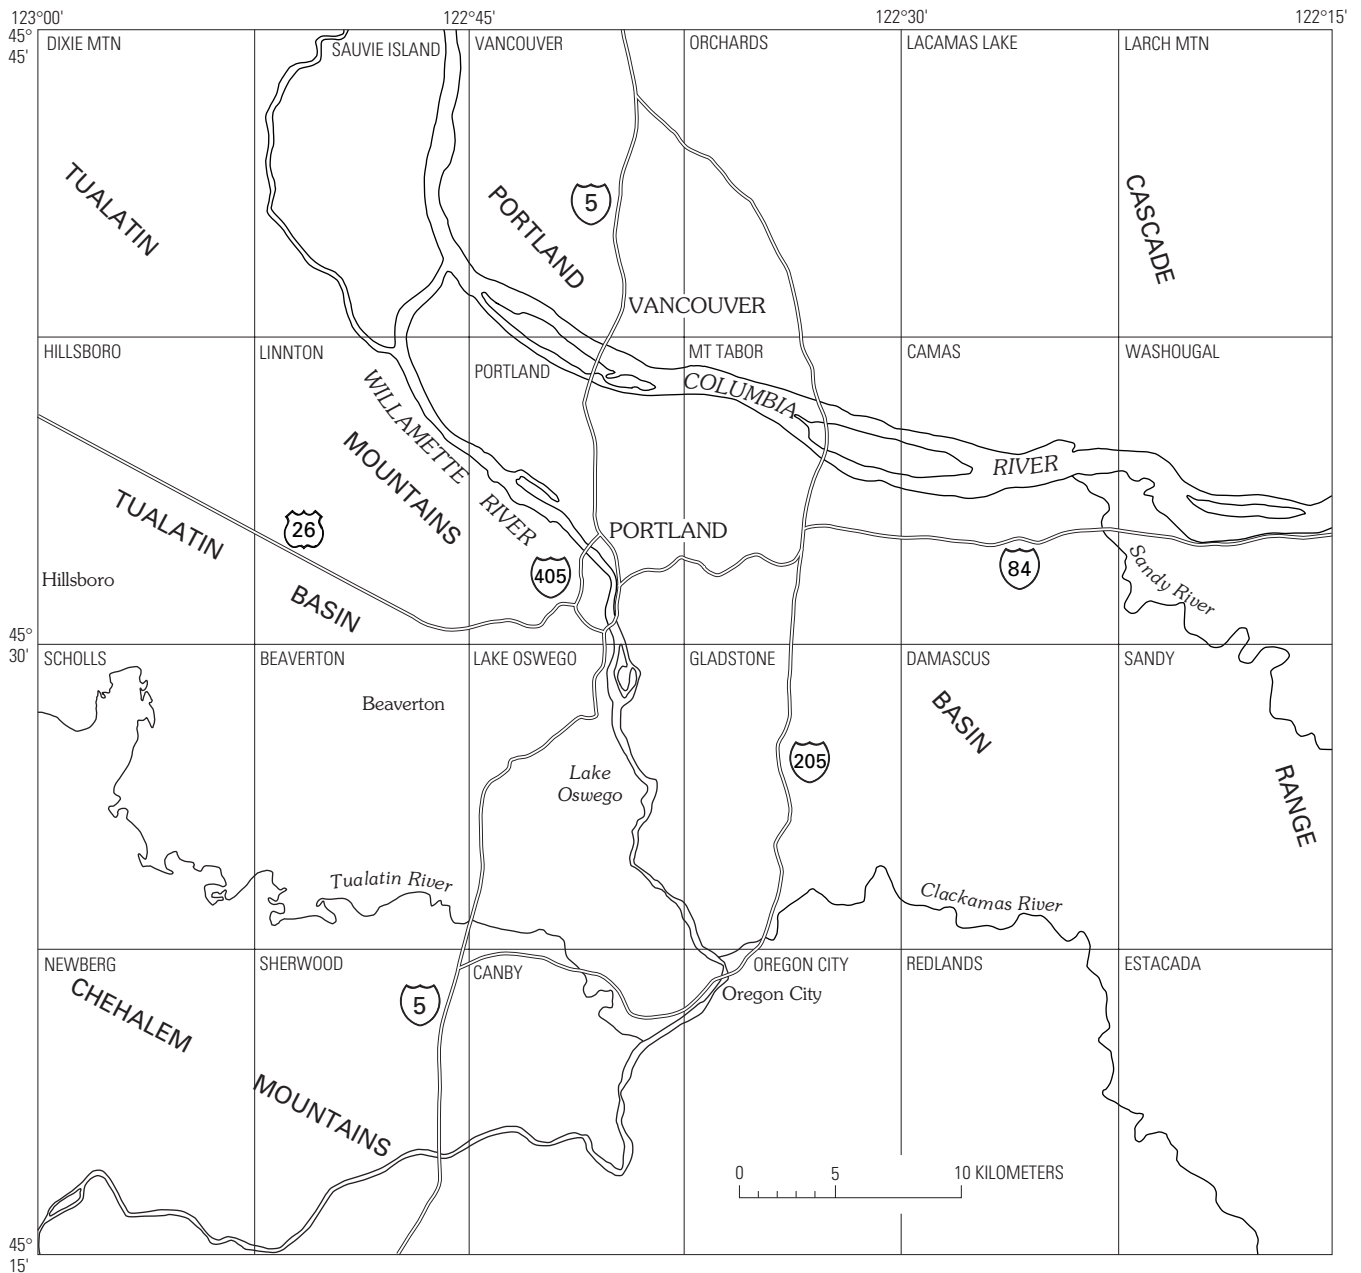 123°00'
122°45'
122°30'
122°15'
45°
45'
DIXIE MTN
SAUVIE ISLAND
VANCOUVER
ORCHARDS
LACAMAS LAKE
LARCH MTN
TUALATIN
PORTLAND
5
CASCADE
VANCOUVER
HILLSBORO
LINNTON
PORTLAND
MT TABOR
CAMAS
WASHOUGAL
COLUMBIA
RIVER
WILLAMETTE
RIVER
MOUNTAINS
TUALATIN
BASIN
26
405
PORTLAND
84
Sandy River
Hillsboro
45°
30'
SCHOLLS
BEAVERTON
LAKE OSWEGO
GLADSTONE
DAMASCUS
SANDY
Beaverton
BASIN
205
Lake
Oswego
RANGE
Tualatin River
Clackamas River
NEWBERG
SHERWOOD
CANBY
OREGON CITY
REDLANDS
ESTACADA
Oregon City
CHEHALEM
5
MOUNTAINS
0
5
10 KILOMETERS
45°
15'